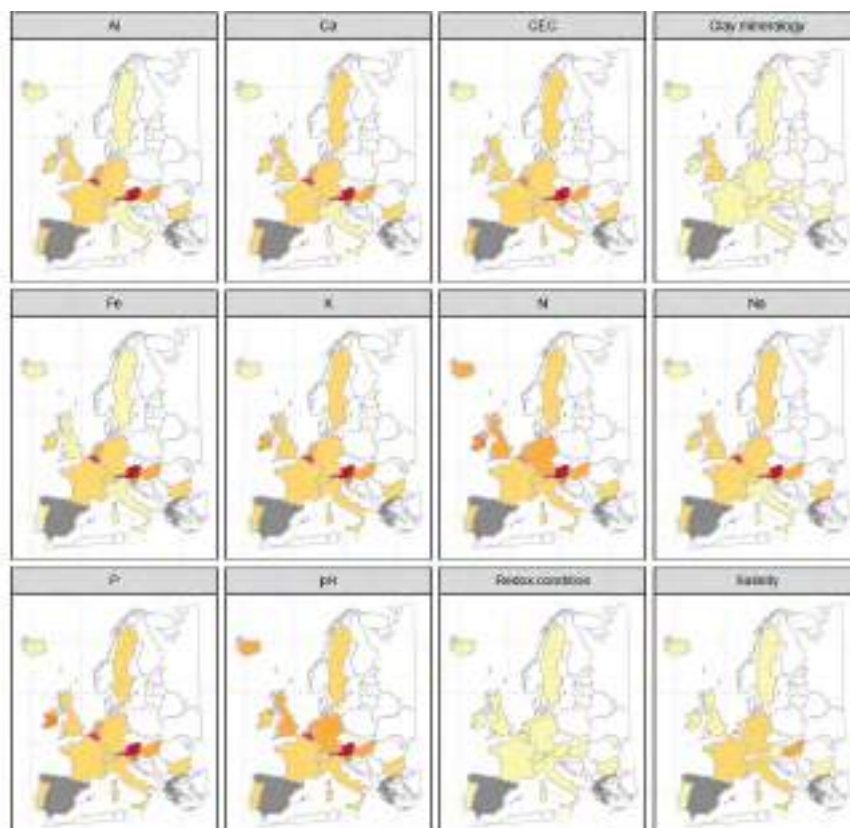 Al
Ca
CEC
Clay mineralogy
Fe
K
N
Na
P
pH
Redox condition
Salinity